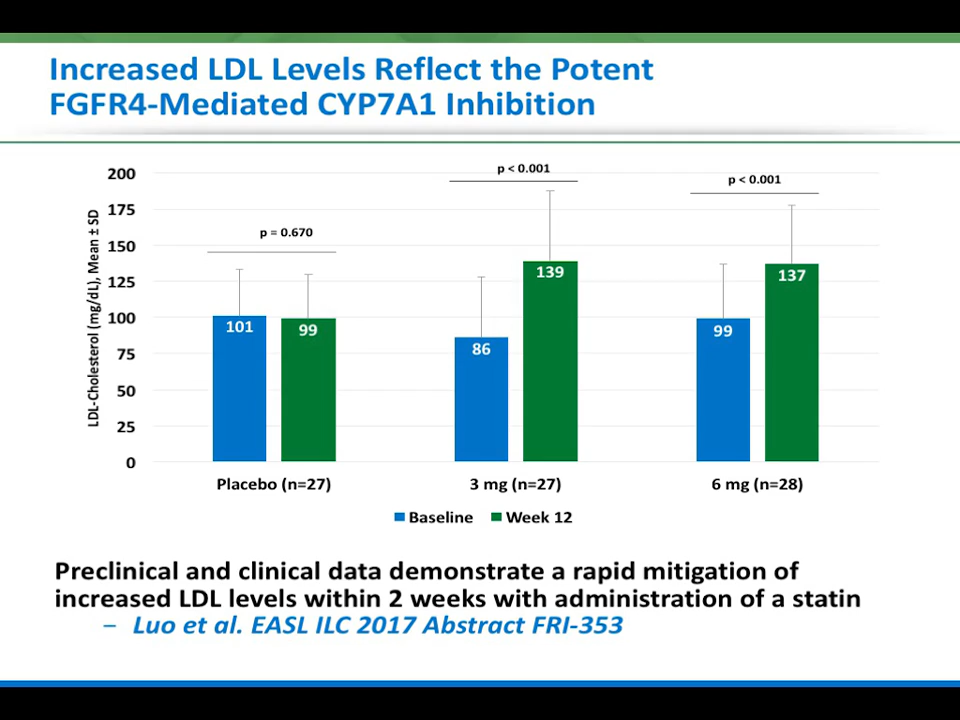 Increased LDL Levels Reflect the Potent
FGFR4-Mediated CYP7A1 Inhibition
LDL-Cholesterol (mg/dL), Mean ± SD
200
175
150
125
100
75
50
25
0
p = 0.670
p < 0.001
p < 0.001
101
99
86
139
99
137
Placebo (n=27)
3 mg (n=27)
6 mg (n=28)
Baseline
Week 12
Preclinical and clinical data demonstrate a rapid mitigation of
increased LDL levels within 2 weeks with administration of a statin
– Luo et al. EASL ILC 2017 Abstract FRI-353